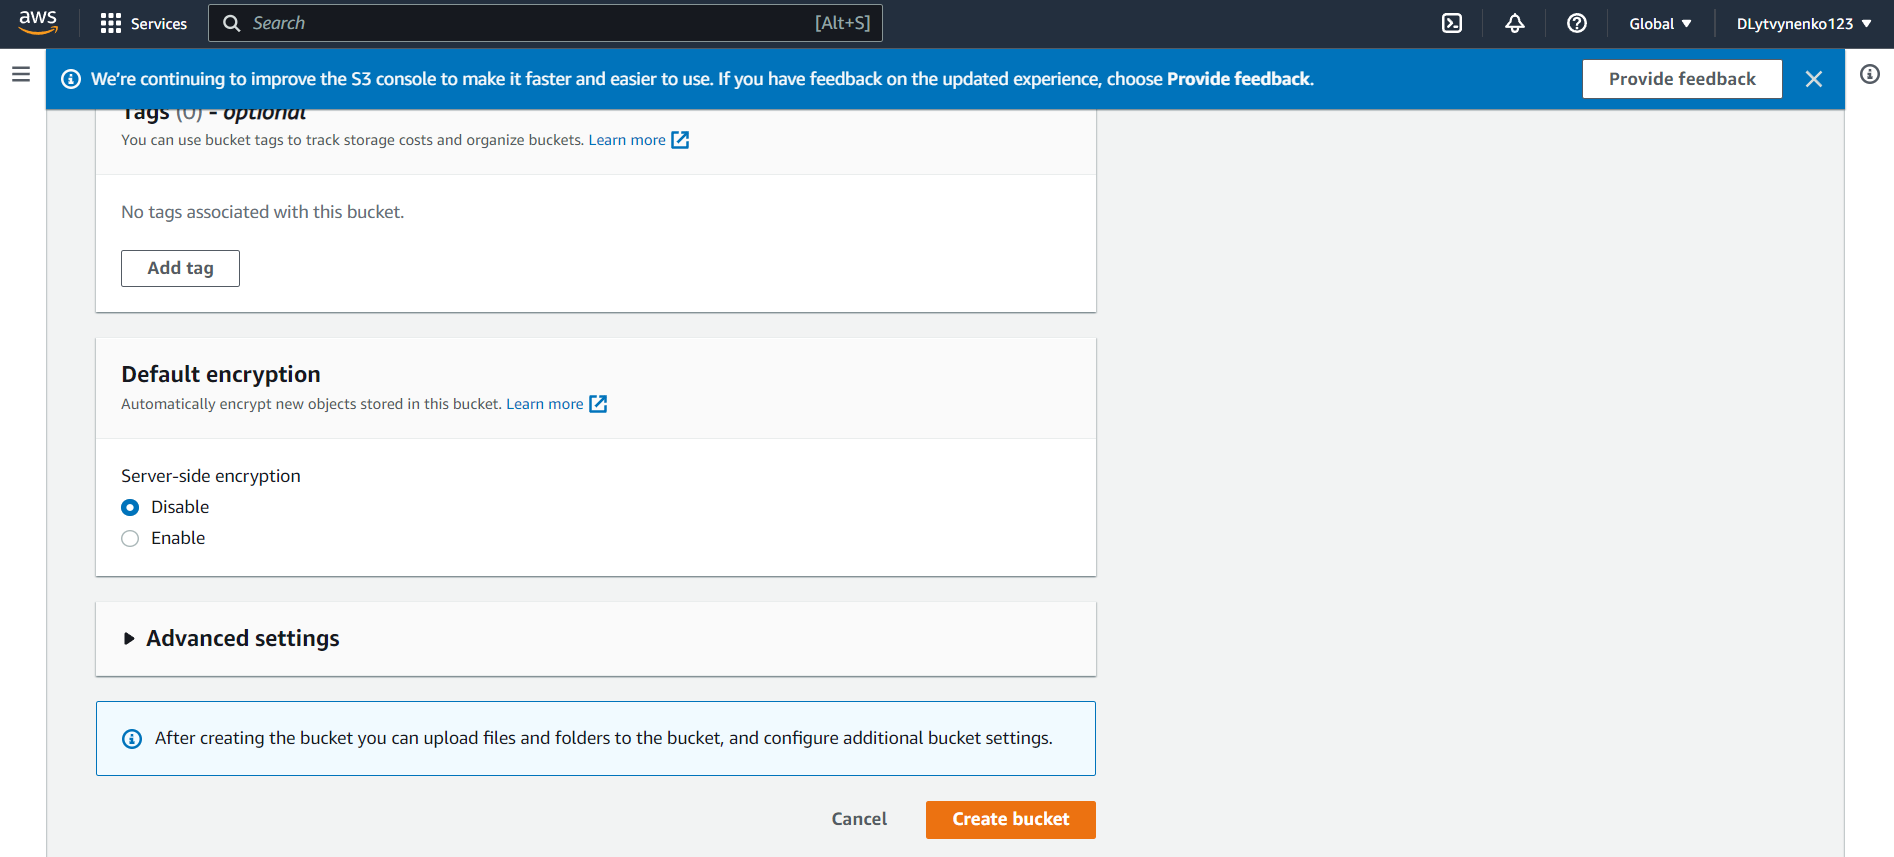 aws
Services
Search
[Alt+S]
Global
DLytvynenko123
We're continuing to improve the S3 console to make it faster and easier to use. If you have feedback on the updated experience, choose Provide feedback.
Provide feedback
Tags (0) - optional
You can use bucket tags to track storage costs and organize buckets. Learn more
No tags associated with this bucket.
Add tag
Default encryption
Automatically encrypt new objects stored in this bucket. Learn more
Server-side encryption
Disable
Enable
Advanced settings
After creating the bucket you can upload files and folders to the bucket, and configure additional bucket settings.
Cancel
Create bucket